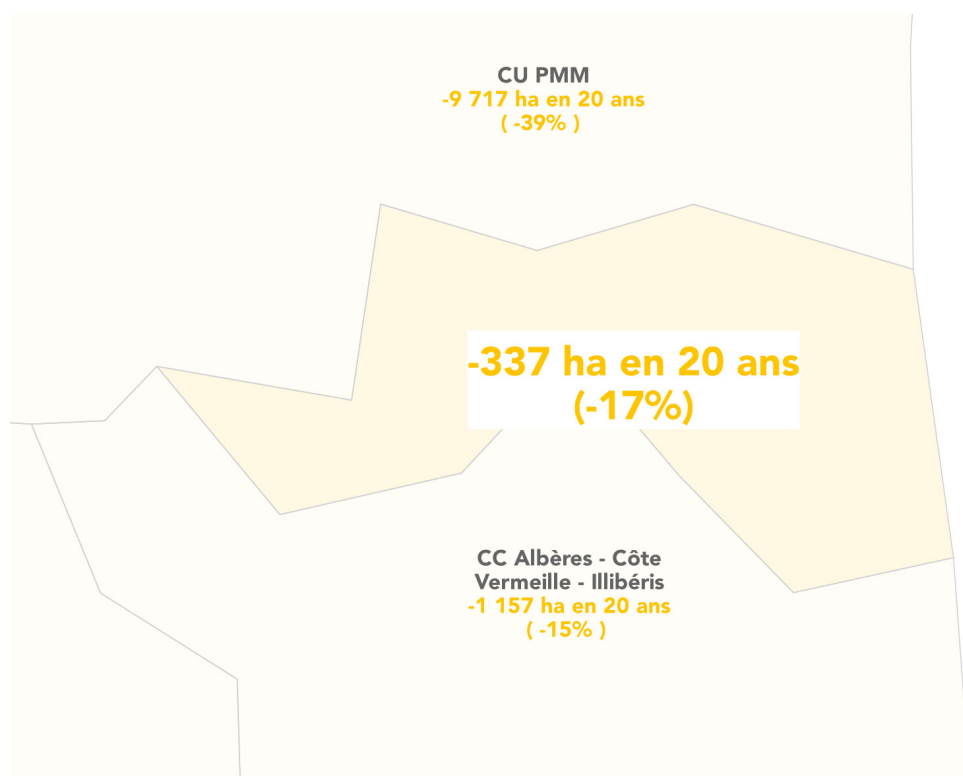 CU PMM
-9 717 ha en 20 ans
( -39% )
-337 ha en 20 ans
(-17%)
CC Albères - Côte
Vermeille - Illibéris
-1 157 ha en 20 ans
( -15% )